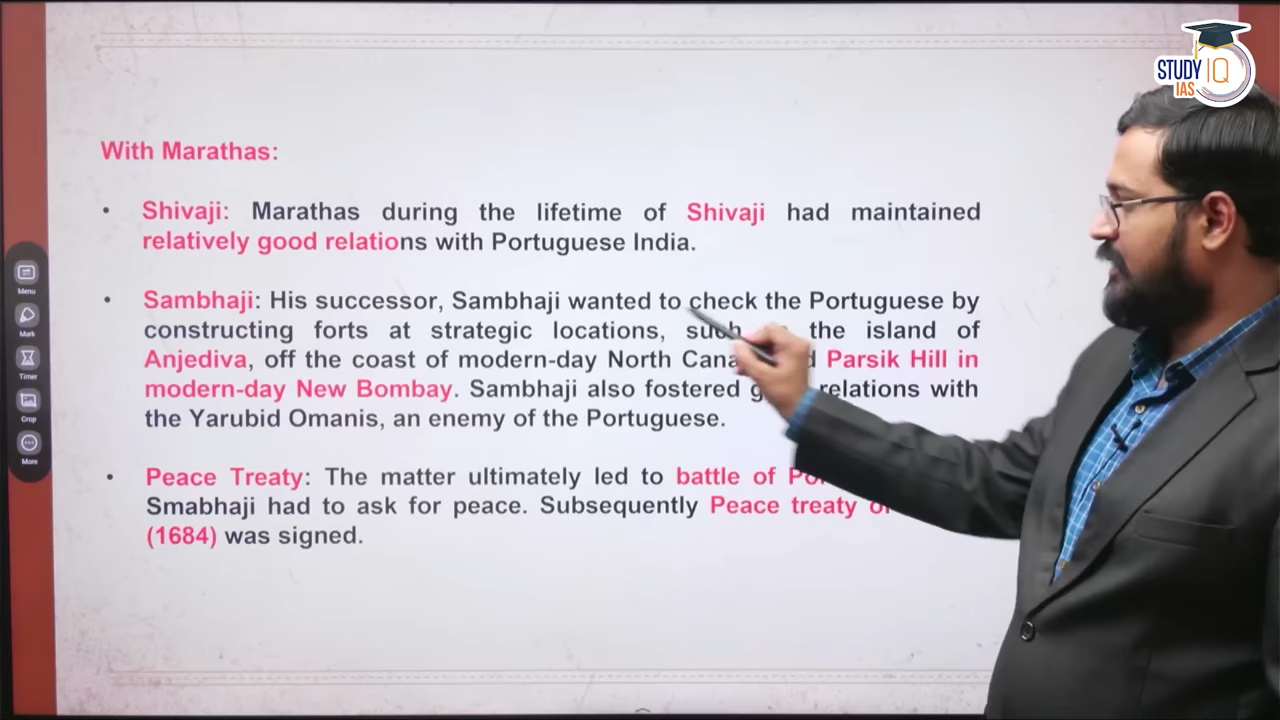 STUDY IQ
IAS
With Marathas:
• Shivaji: Marathas during the lifetime of Shivaji had maintained
relatively good relations with Portuguese India.
• Sambhaji: His successor, Sambhaji wanted to check the Portuguese by
constructing forts at strategic locations, such the island of
Anjediva, off the coast of modern-day North Parsik Hill in
modern-day New Bombay. Sambhaji also fostered relations with
the Yarubid Omanis, an enemy of the Portuguese.
• Peace Treaty: The matter ultimately led to battle of
Smabhaji had to ask for peace. Subsequently Peace treaty
(1684) was signed.
Menu
Mark
Timer
Crop
More